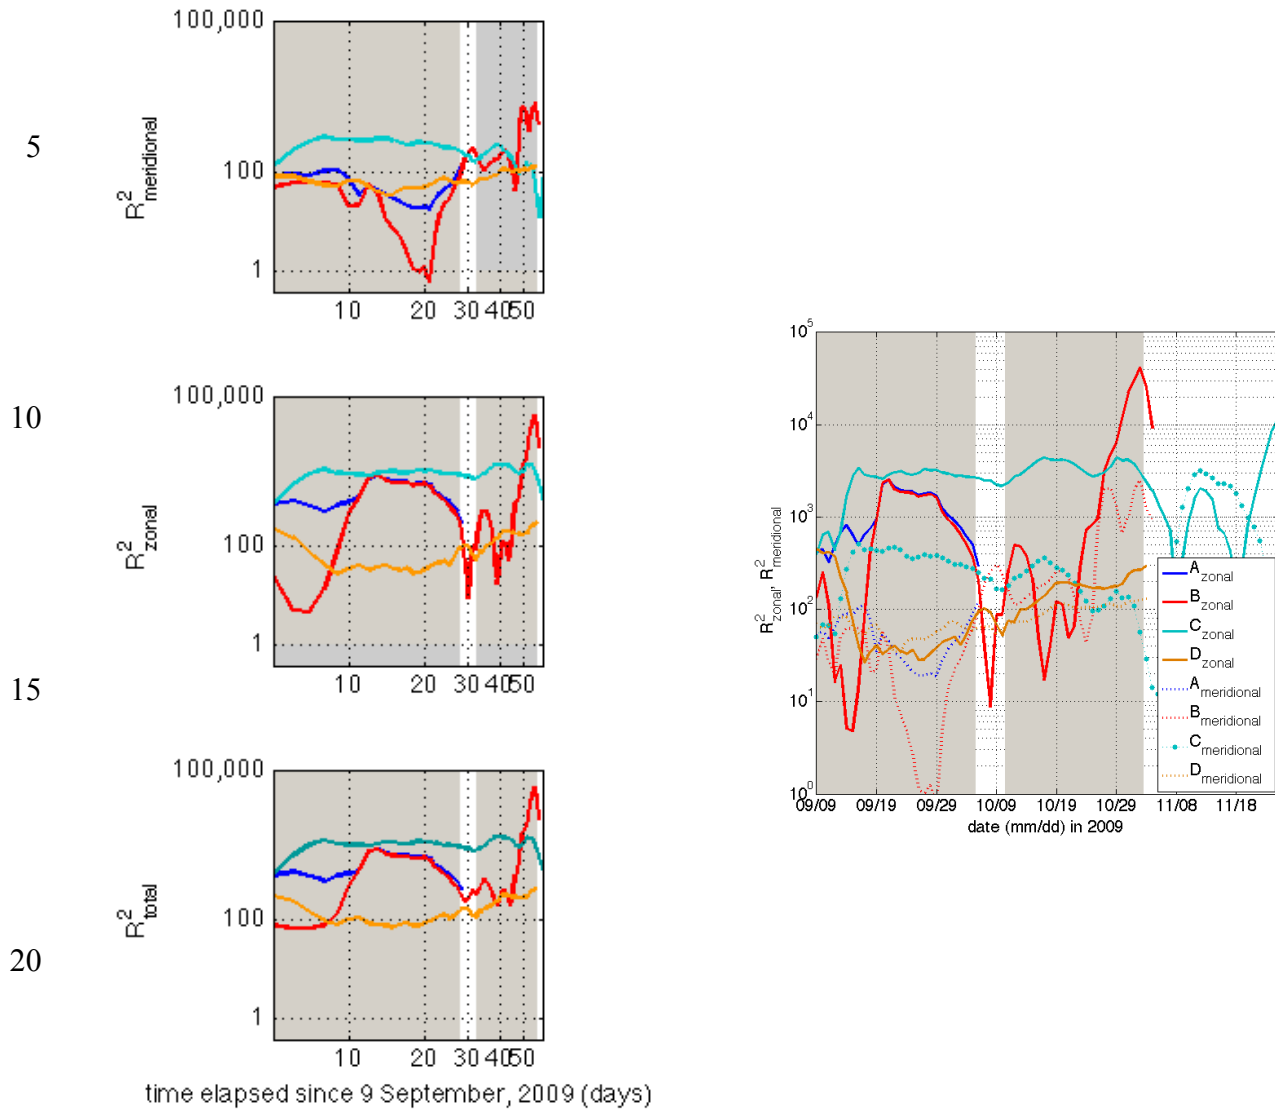 100,000
5
R²meridional
100
1
10 20 30 40 50
10
100,000
R²zonal
100
1
10 20 30 40 50
15
100,000
R²total
100
20
1
10 20 30 40 50
time elapsed since 9 September, 2009 (days)
10⁵
10⁴
10³
R²zonal, R²meridional
10²
10¹
10⁰
Azonal
Bzonal
Czonal
Dzonal
Ameridional
Bmeridional
Cmeridional
Dmeridional
09/09 09/19 09/29 10/09 10/19 10/29 11/08 11/18
date (mm/dd) in 2009